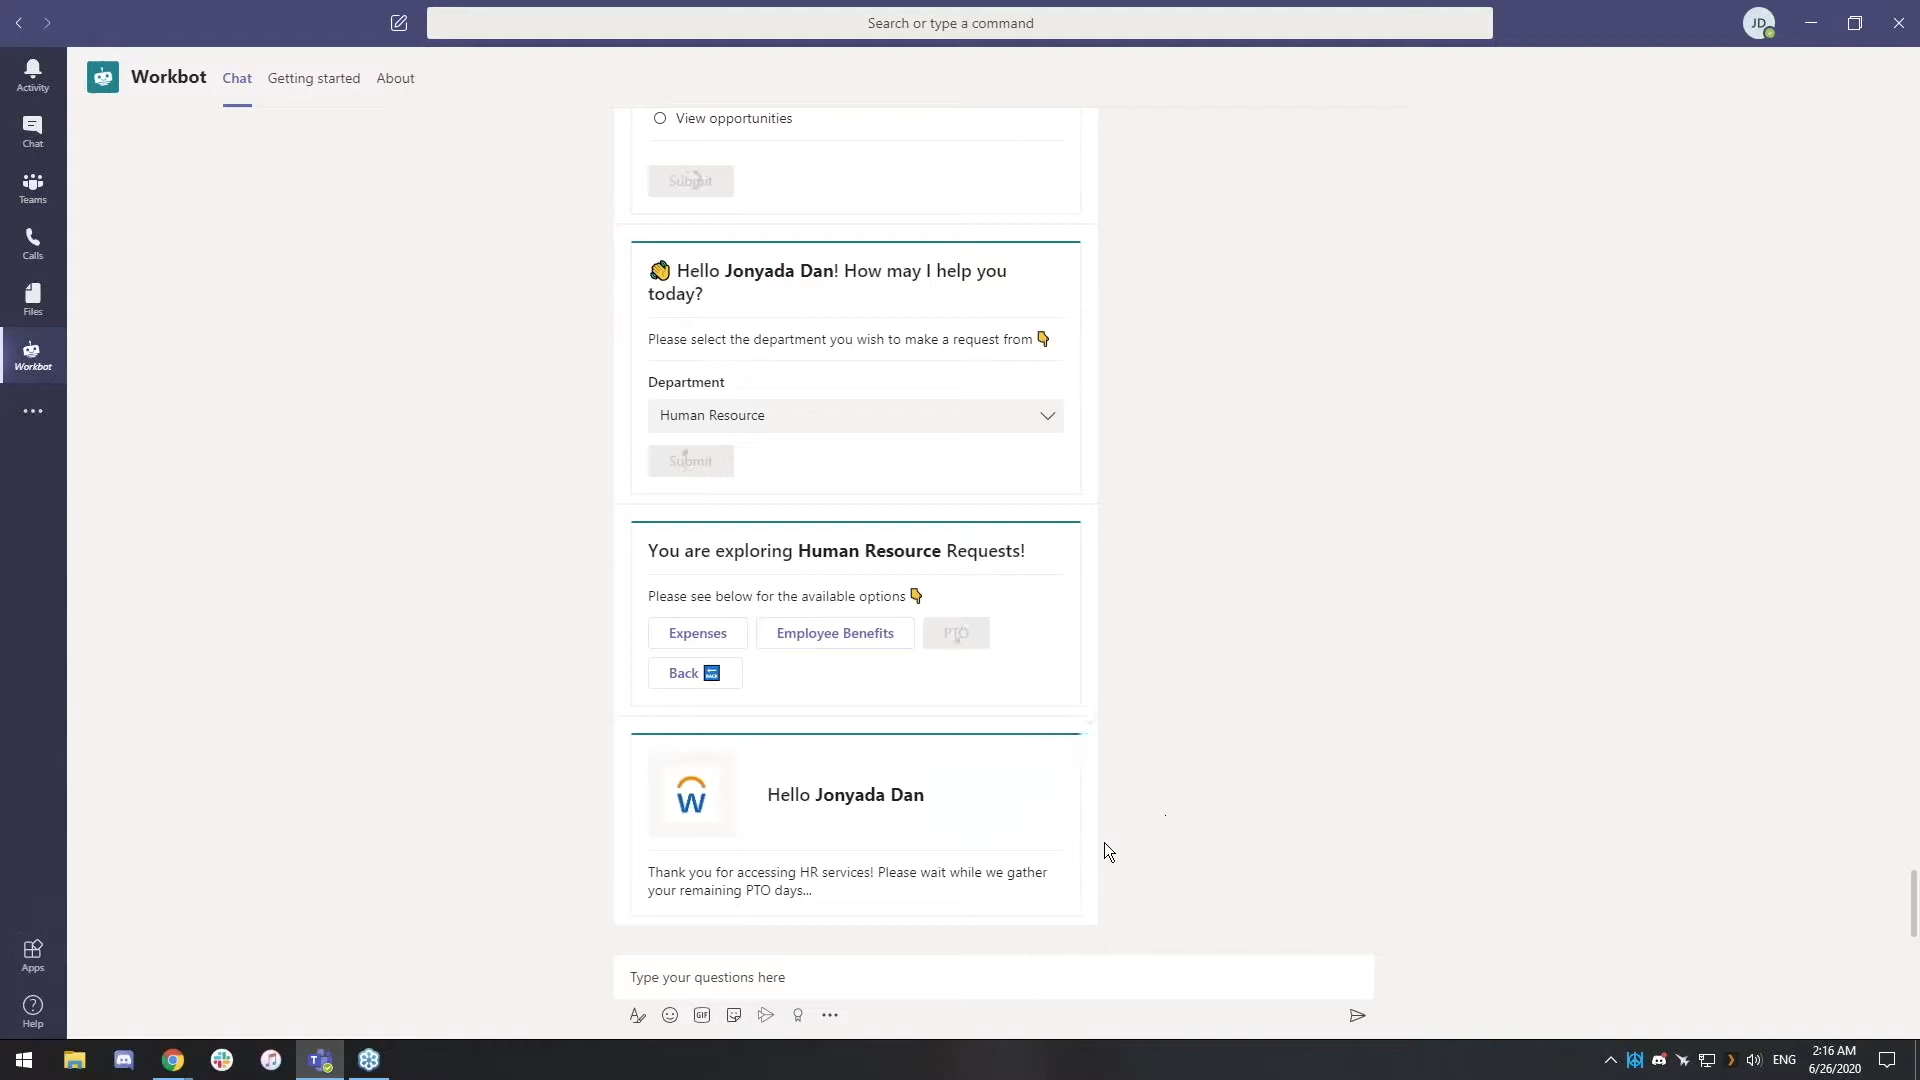 Search or type a command
JD
Workbot
Chat
Getting started
About
Activity
Chat
Teams
Calls
Files
Workbot
Apps
Help
View opportunities
Submit
Hello Jonyada Dan! How may I help you
today?
Please select the department you wish to make a request from
Department
Human Resource
Submit
You are exploring Human Resource Requests!
Please see below for the available options
Expenses
Employee Benefits
PTO
Back
BACK
W
Hello Jonyada Dan
Thank you for accessing HR services! Please wait while we gather
your remaining PTO days...
Type your questions here
GIF
ENG
2:16 AM
6/26/2020